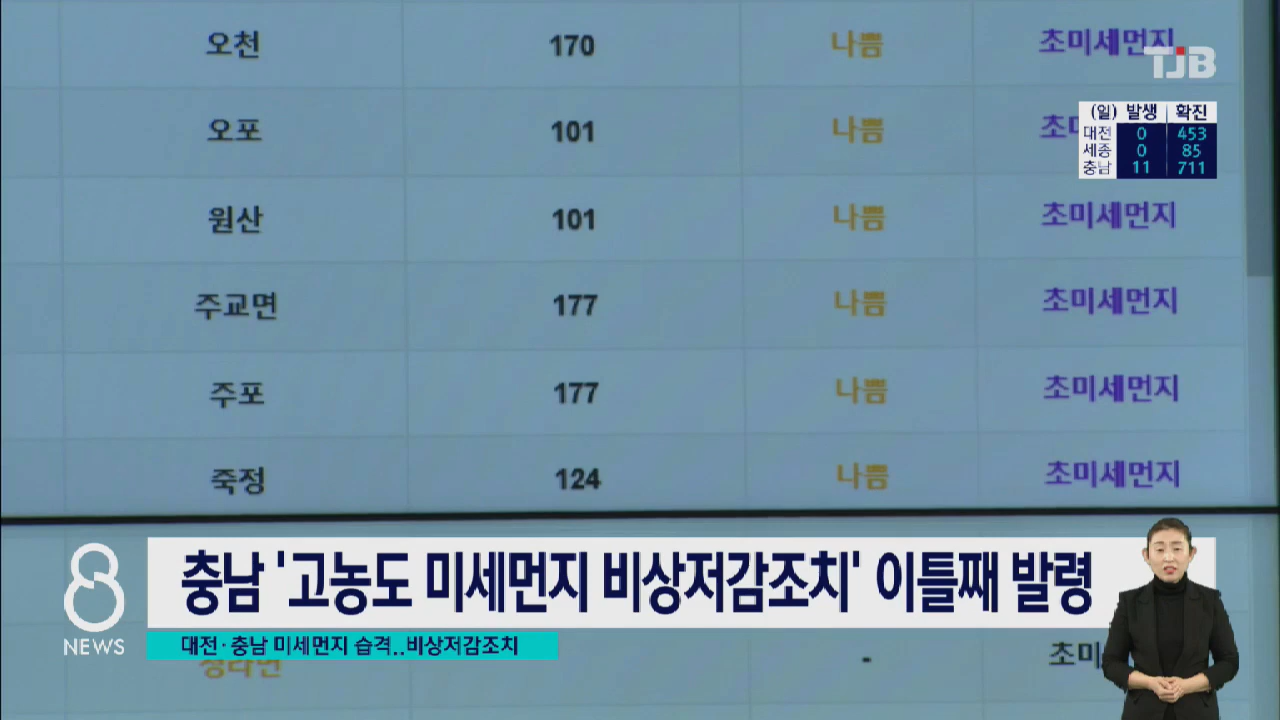 오천 170 나쁨 초미세먼지
TJB
(일) 발생 확진
대전 0 453
세종 0 85
충남 11 711
오포 101 나쁨 초
원산 101 나쁨 초미세먼지
주교면 177 나쁨 초미세먼지
주포 177 나쁨 초미세먼지
죽정 124 나쁨 초미세먼지
8 NEWS
충남 '고농도 미세먼지 비상저감조치' 이틀째 발령
대전·충남 미세먼지 습격..비상저감조치
- 초미